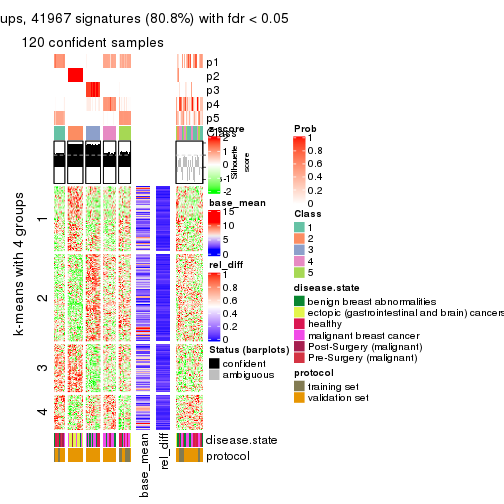 ups, 41967 signatures (80.8%) with fdr < 0.05
120 confident samples
p1
p2
p3
p4
p5
Class
Silhouette
score
1
2
3
4
k-means with 4 groups
base_mean
rel_diff
disease.state
protocol
z-score
2
1
0
-1
-2
base_mean
15
10
5
0
rel_diff
1
0.8
0.6
0.4
0.2
0
Status (barplots)
confident
ambiguous
Prob
1
0.8
0.6
0.4
0.2
0
Class
1
2
3
4
5
disease.state
benign breast abnormalities
ectopic (gastrointestinal and brain) cancers
healthy
malignant breast cancer
Post-Surgery (malignant)
Pre-Surgery (malignant)
protocol
training set
validation set